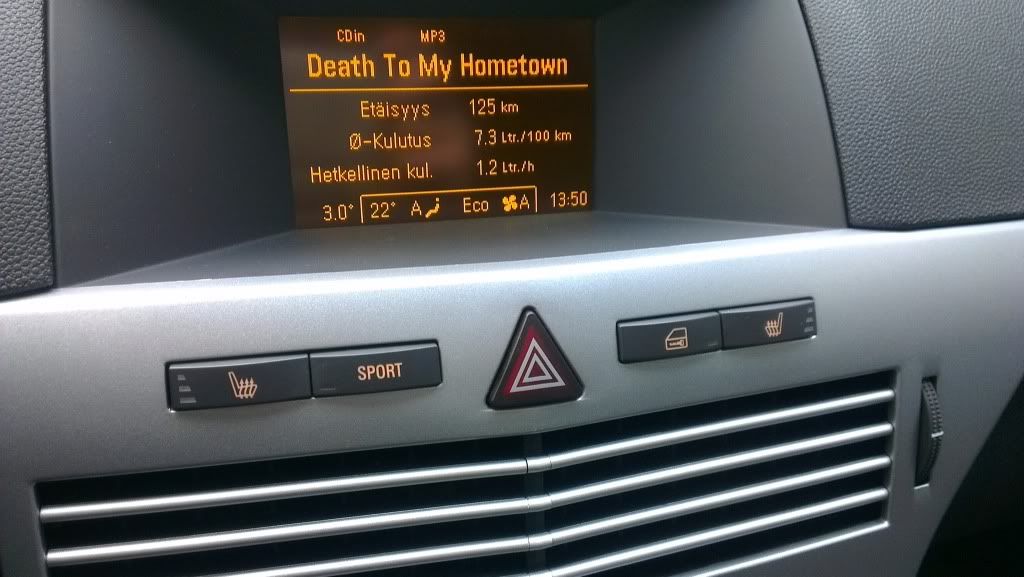 CDin MP3
Death To My Hometown
Etäisyys 125 km
Ø-Kulutus 7.3 Ltr./100 km
Hetkellinen kul. 1.2 Ltr./h
3.0° 22° A Eco A 13:50
SPORT